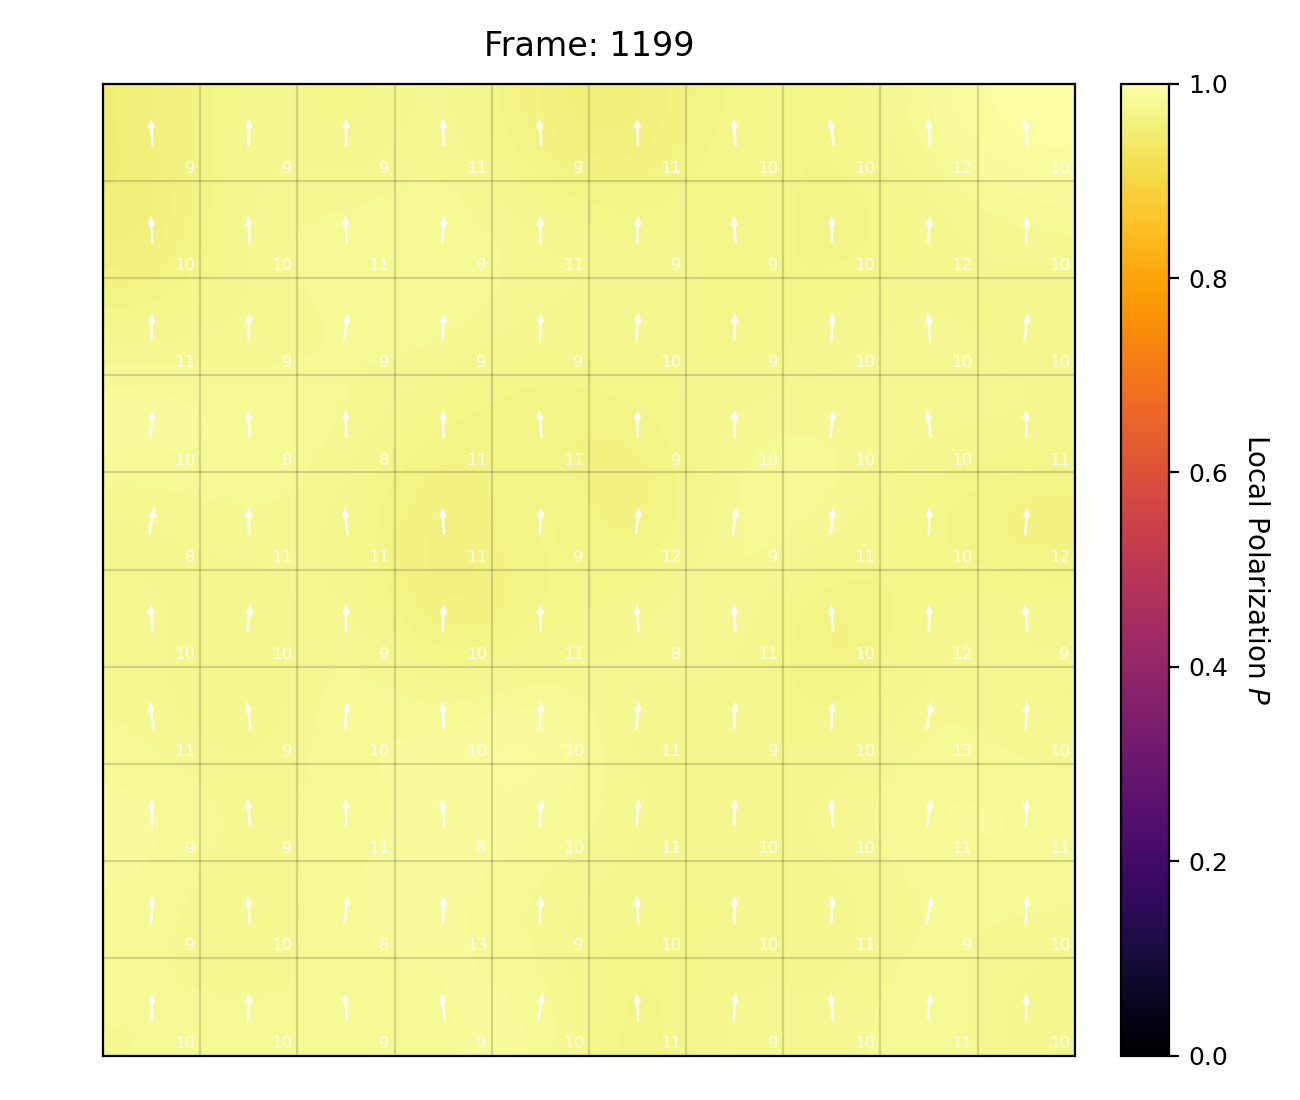 Frame: 1199
9 9 9 11 9 11 10 10 12 10
10 10 11 9 11 9 9 10 12 10
11 9 9 9 9 10 9 10 10 10
10 8 8 11 11 9 10 10 10 11
8 11 11 11 9 12 9 11 10 12
10 10 9 10 11 8 11 10 12 9
11 9 10 10 10 11 9 10 13 10
9 9 11 8 10 11 10 10 11 11
9 10 8 13 9 10 10 11 9 10
10 10 9 9 10 11 9 10 11 10
1.0
0.8
0.6
0.4
0.2
0.0
Local Polarization P